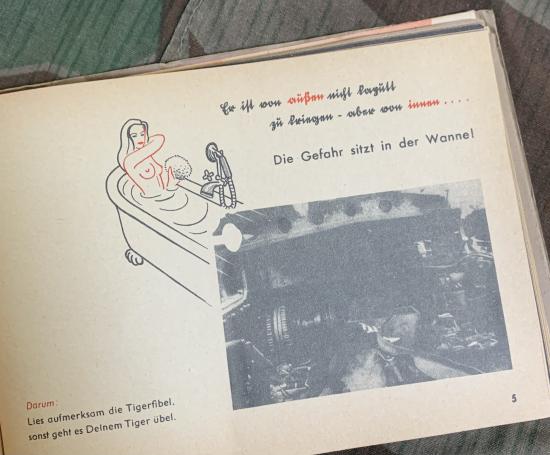 Er ist von außen nicht kaputt
zu kriegen - aber von innen ....
Die Gefahr sitzt in der Wanne!
Darum:
Lies aufmerksam die Tigerfibel,
sonst geht es Deinem Tiger übel.
5